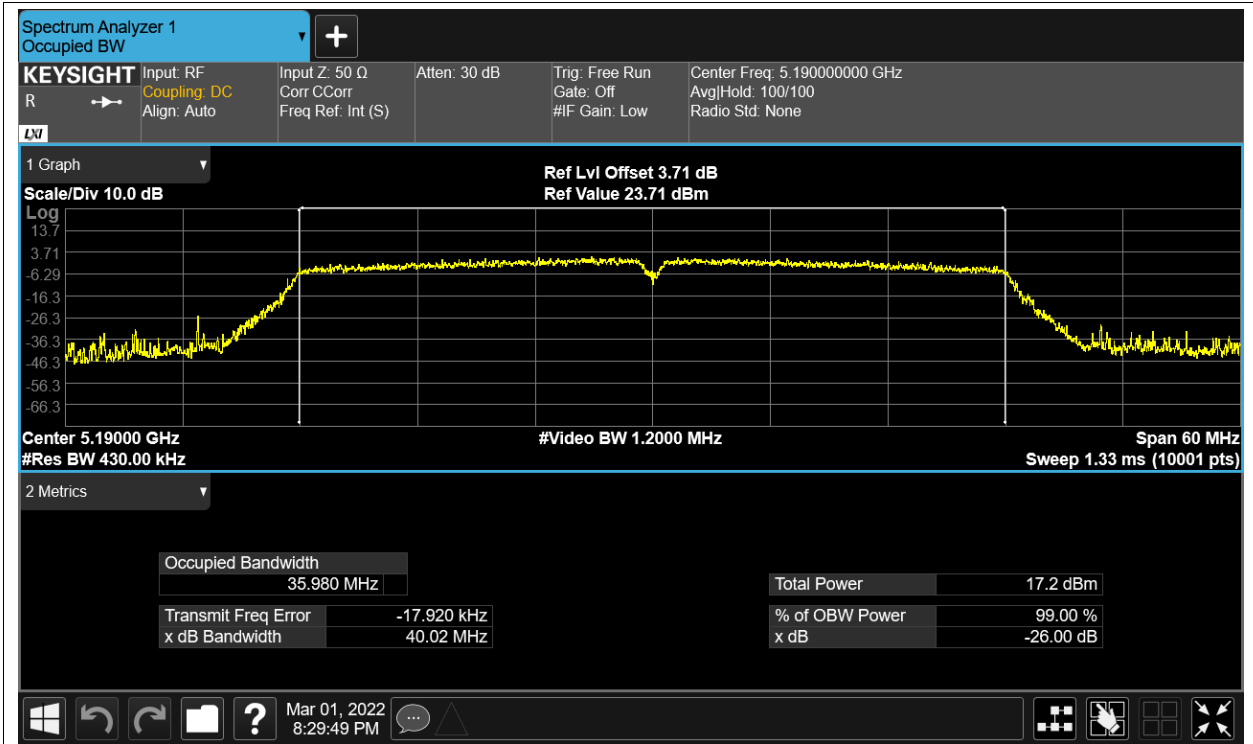 Spectrum Analyzer 1
Occupied BW
KEYSIGHT
R
LXI
Input: RF
Coupling: DC
Align: Auto
Input Z: 50 Ω
Corr CCorr
Freq Ref: Int (S)
Atten: 30 dB
Trig: Free Run
Gate: Off
#IF Gain: Low
Center Freq: 5.190000000 GHz
Avg|Hold: 100/100
Radio Std: None
1 Graph
Scale/Div 10.0 dB
Ref Lvl Offset 3.71 dB
Ref Value 23.71 dBm
Log
13.7
3.71
-6.29
-16.3
-26.3
-36.3
-46.3
-56.3
-66.3
Center 5.19000 GHz
#Res BW 430.00 kHz
#Video BW 1.2000 MHz
Span 60 MHz
Sweep 1.33 ms (10001 pts)
2 Metrics
Occupied Bandwidth
35.980 MHz
Transmit Freq Error -17.920 kHz
x dB Bandwidth 40.02 MHz
Total Power 17.2 dBm
% of OBW Power 99.00 %
x dB -26.00 dB
?
Mar 01, 2022
8:29:49 PM